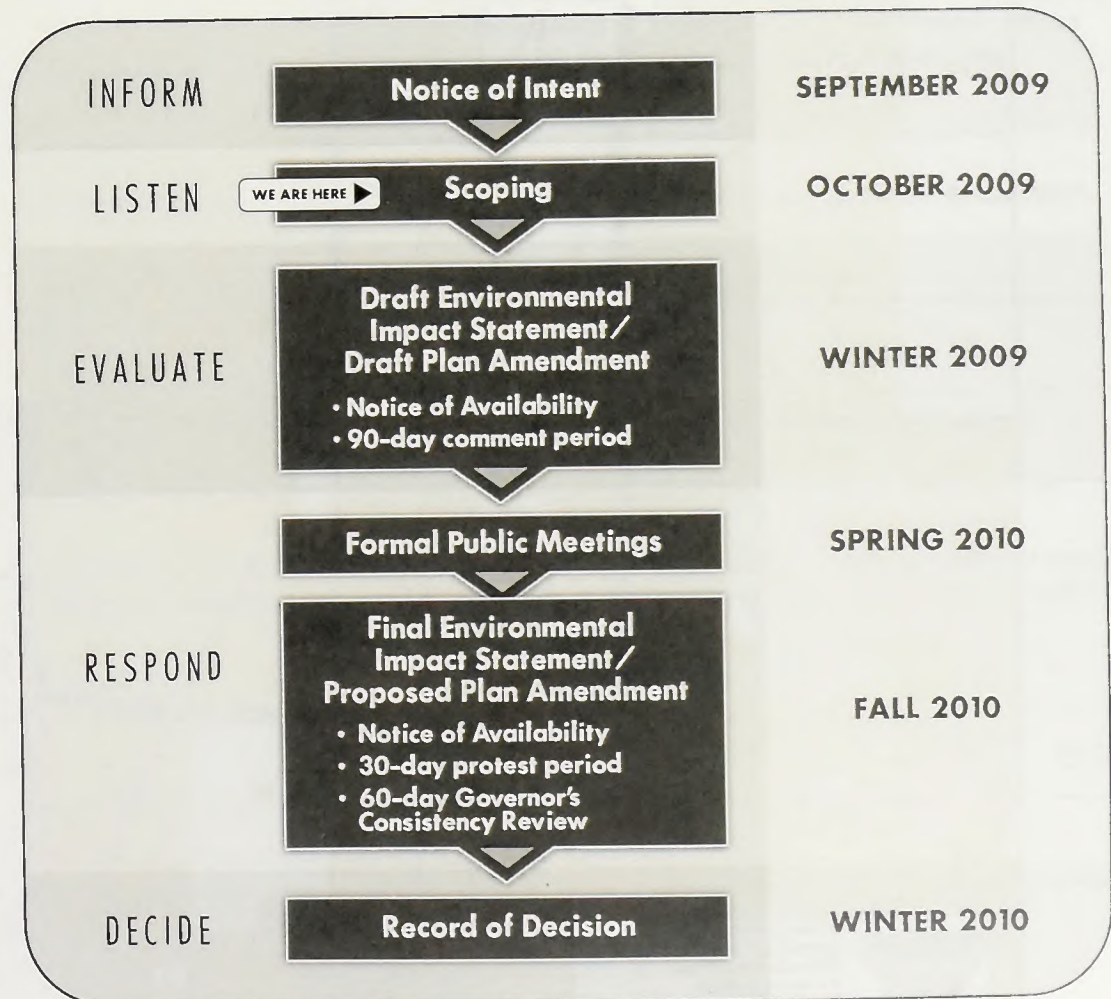 INFORM
Notice of Intent
SEPTEMBER 2009
LISTEN
WE ARE HERE ▶
Scoping
OCTOBER 2009
EVALUATE
Draft Environmental
Impact Statement/
Draft Plan Amendment
• Notice of Availability
• 90-day comment period
WINTER 2009
RESPOND
Formal Public Meetings
SPRING 2010
Final Environmental
Impact Statement/
Proposed Plan Amendment
• Notice of Availability
• 30-day protest period
• 60-day Governor's
Consistency Review
FALL 2010
DECIDE
Record of Decision
WINTER 2010